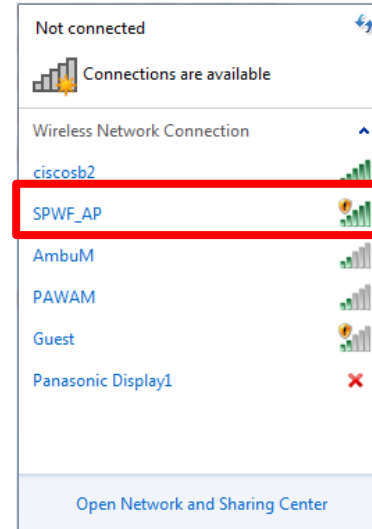 Not connected
Connections are available
Wireless Network Connection
ciscosb2
SPWF_AP
AmbuM
PAWAM
Guest
Panasonic Display1
Open Network and Sharing Center